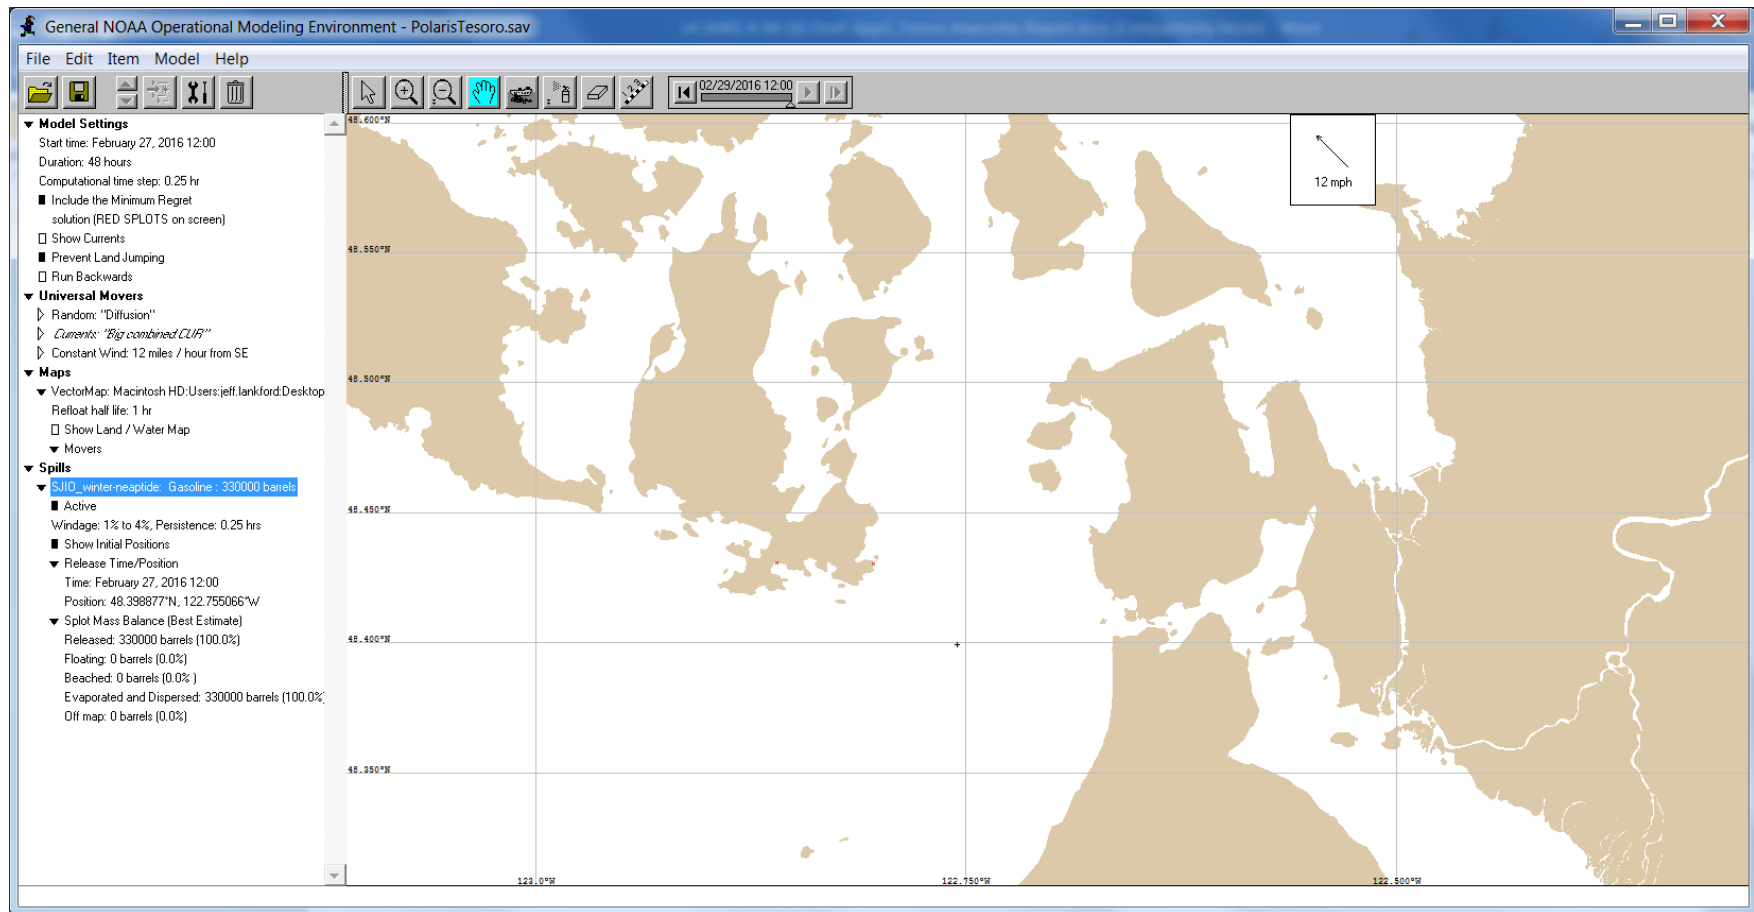 General NOAA Operational Modeling Environment - PolarisTesoro.sav
File Edit Item Model Help
02/29/2016 12:00
Model Settings
Start time: February 27, 2016 12:00
Duration: 48 hours
Computational time step: 0.25 hr
Include the Minimum Regret
solution (RED SPLOTS on screen)
Show Currents
Prevent Land Jumping
Run Backwards
Universal Movers
Random: "Diffusion"
Currents: "Big combined.CUR"
Constant Wind: 12 miles / hour from SE
Maps
VectorMap: Macintosh HD:Users:jeff.lankford:Desktop
Refloat half life: 1 hr
Show Land / Water Map
Movers
Spills
SJIO_winter-neaptide: Gasoline : 330000 barrels
Active
Windage: 1% to 4%, Persistence: 0.25 hrs
Show Initial Positions
Release Time/Position
Time: February 27, 2016 12:00
Position: 48.398877°N, 122.755066°W
Splot Mass Balance (Best Estimate)
Released: 330000 barrels (100.0%)
Floating: 0 barrels (0.0%)
Beached: 0 barrels (0.0% )
Evaporated and Dispersed: 330000 barrels (100.0%
Off map: 0 barrels (0.0%)
48.600°N
12 mph
48.550°N
48.500°N
48.450°N
48.400°N
48.350°N
123.0°W
122.750°W
122.500°W